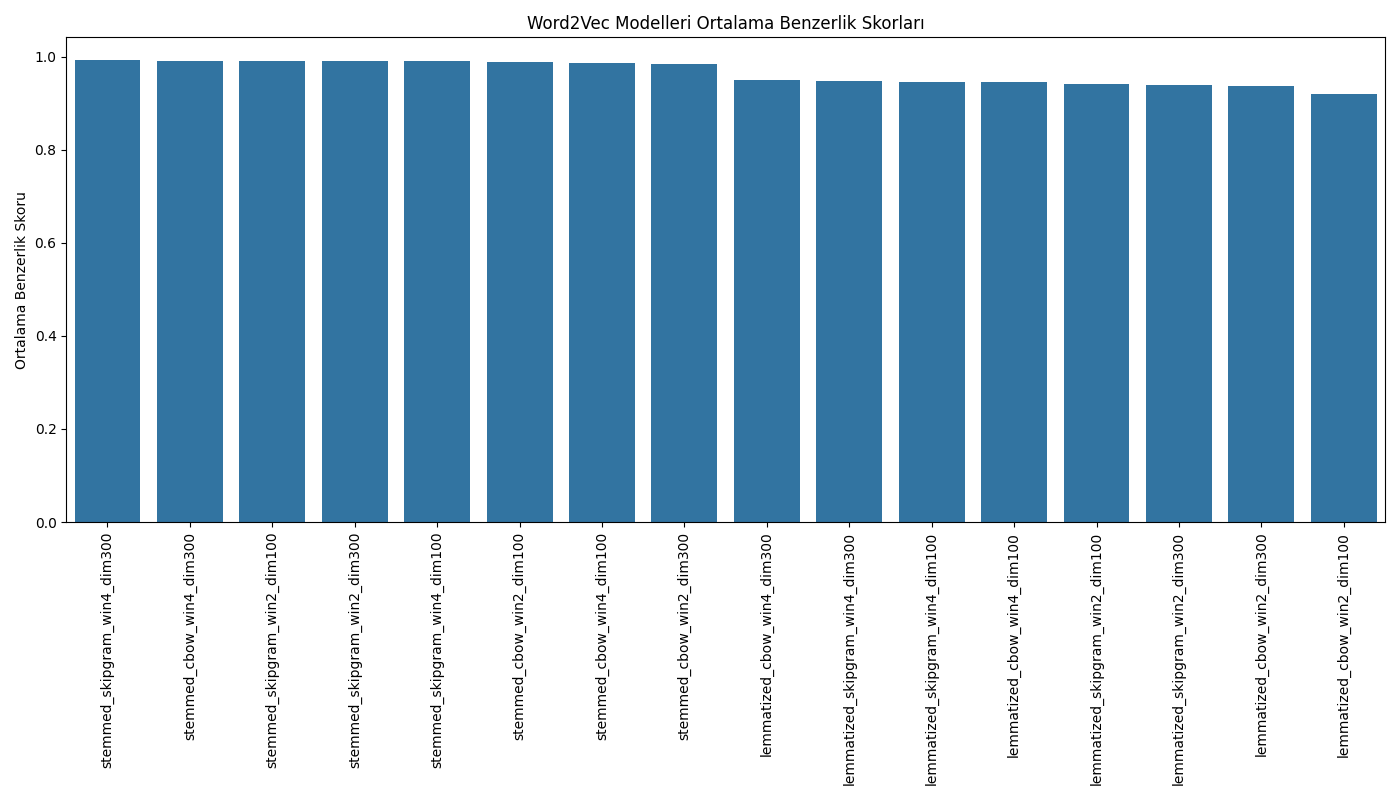 Word2Vec Modelleri Ortalama Benzerlik Skorları
Ortalama Benzerlik Skoru
1.0
0.8
0.6
0.4
0.2
0.0
stemmed_skipgram_win4_dim300
stemmed_cbow_win4_dim300
stemmed_skipgram_win2_dim100
stemmed_skipgram_win2_dim300
stemmed_skipgram_win4_dim100
stemmed_cbow_win2_dim100
stemmed_cbow_win4_dim100
stemmed_cbow_win2_dim300
lemmatized_cbow_win4_dim300
lemmatized_skipgram_win4_dim300
lemmatized_skipgram_win4_dim100
lemmatized_cbow_win4_dim100
lemmatized_skipgram_win2_dim100
lemmatized_skipgram_win2_dim300
lemmatized_cbow_win2_dim300
lemmatized_cbow_win2_dim100